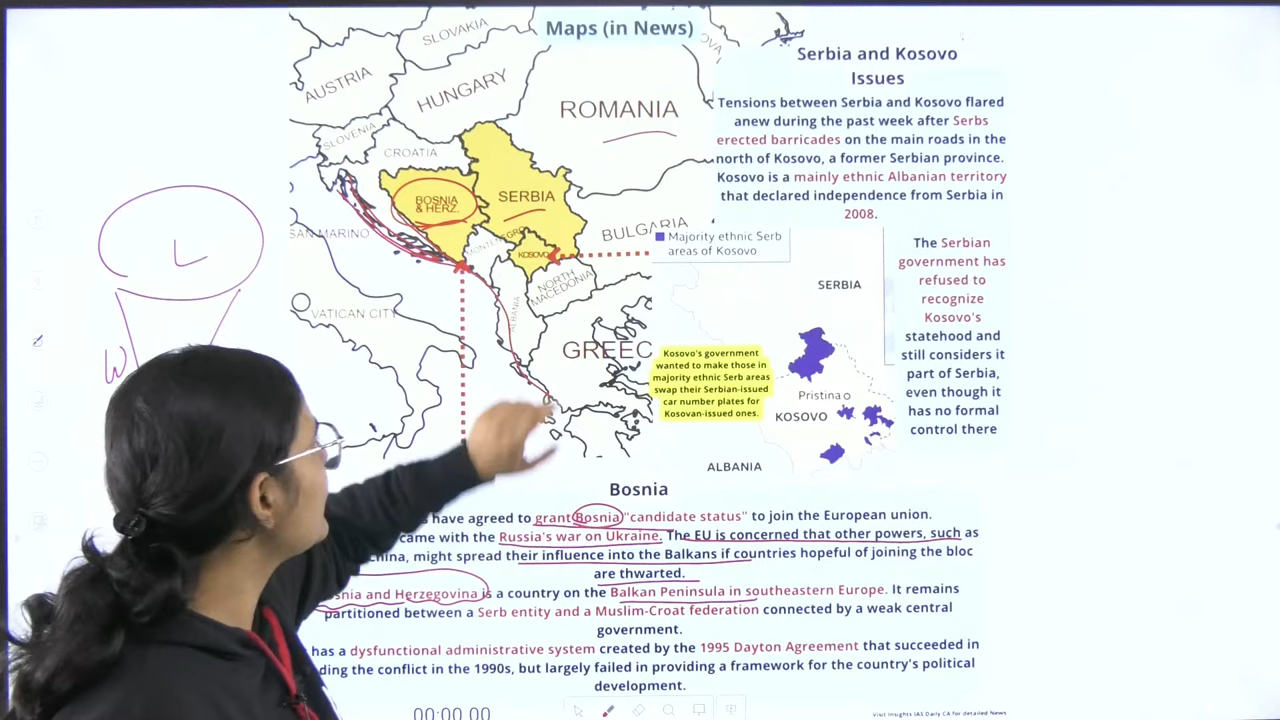 Maps (in News)
SLOVAKIA
OVA
AUSTRIA
HUNGARY
ROMANIA
SLOVENIA
CROATIA
BOSNIA
& HERZ.
SERBIA
SAN MARINO
MONTENEGRO
BULGARIA
KOSOVO
NORTH
MACEDONIA
VATICAN CITY
ALBANIA
GREEC
L
W
Serbia and Kosovo
Issues
Tensions between Serbia and Kosovo flared
anew during the past week after Serbs
erected barricades on the main roads in the
north of Kosovo, a former Serbian province.
Kosovo is a mainly ethnic Albanian territory
that declared independence from Serbia in
2008.
Majority ethnic Serb
areas of Kosovo
SERBIA
Pristina
KOSOVO
ALBANIA
Kosovo's government
wanted to make those in
majority ethnic Serb areas
swap their Serbian-issued
car number plates for
Kosovan-issued ones.
The Serbian
government has
refused to
recognize
Kosovo's
statehood and
still considers it
part of Serbia,
even though it
has no formal
control there
Bosnia
have agreed to grant Bosnia "candidate status" to join the European union.
came with the Russia's war on Ukraine. The EU is concerned that other powers, such as
China, might spread their influence into the Balkans if countries hopeful of joining the bloc
are thwarted.
snia and Herzegovina is a country on the Balkan Peninsula in southeastern Europe. It remains
partitioned between a Serb entity and a Muslim-Croat federation connected by a weak central
government.
has a dysfunctional administrative system created by the 1995 Dayton Agreement that succeeded in
ding the conflict in the 1990s, but largely failed in providing a framework for the country's political
development.
00:00.00
Visit Insights IAS Daily CA for detailed News